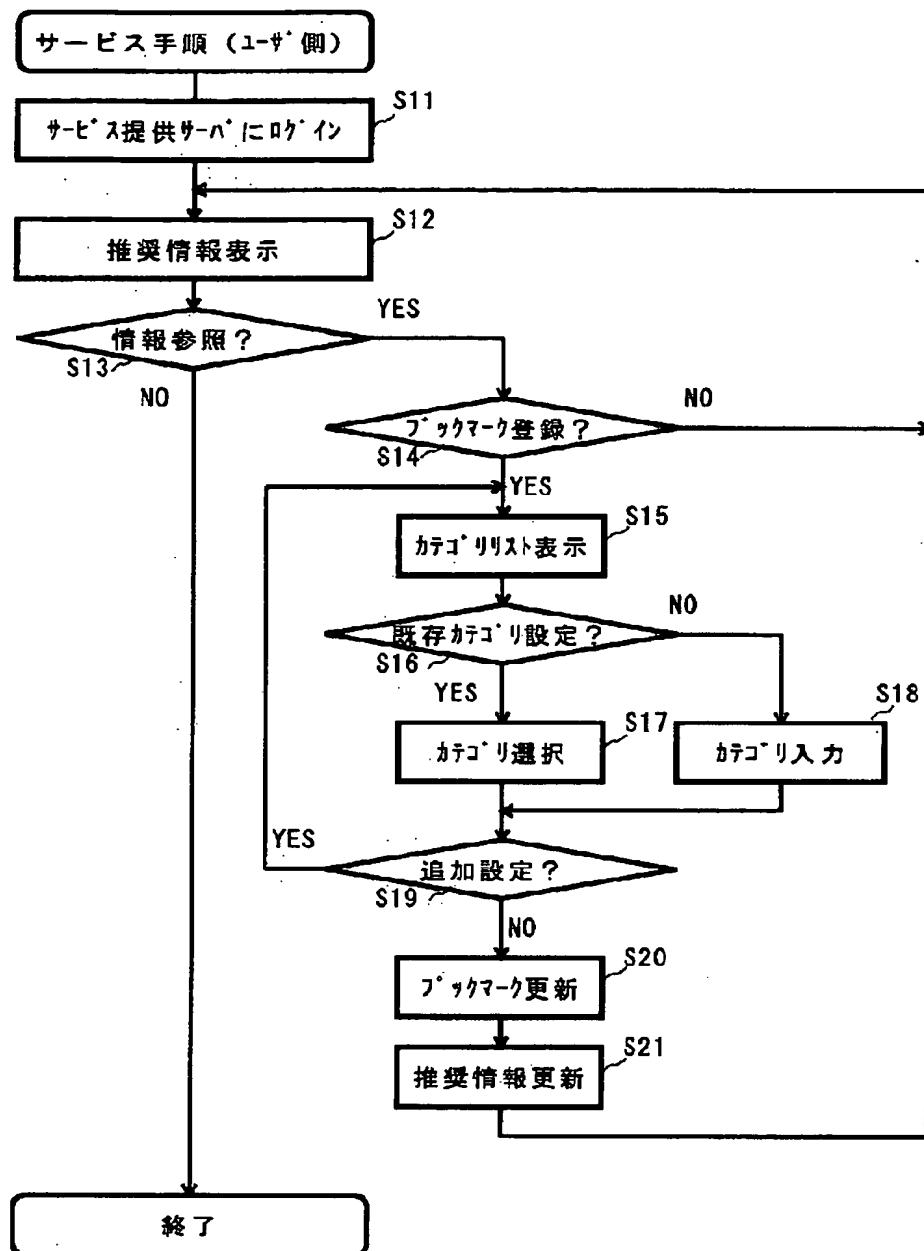 サービス手順（ﾕｰｻﾞ側）
S11
ｻｰﾋﾞｽ提供ｻｰﾊﾞにﾛｸﾞｲﾝ
S12
推奨情報表示
YES
情報参照？
S13
NO
NO
ﾌﾞｯｸﾏｰｸ登録？
S14
YES
S15
ｶﾃｺﾞﾘﾘｽﾄ表示
NO
既存ｶﾃｺﾞﾘ設定？
S16
YES
S17
S18
ｶﾃｺﾞﾘ選択
ｶﾃｺﾞﾘ入力
YES
追加設定？
S19
NO
S20
ﾌﾞｯｸﾏｰｸ更新
S21
推奨情報更新
終了